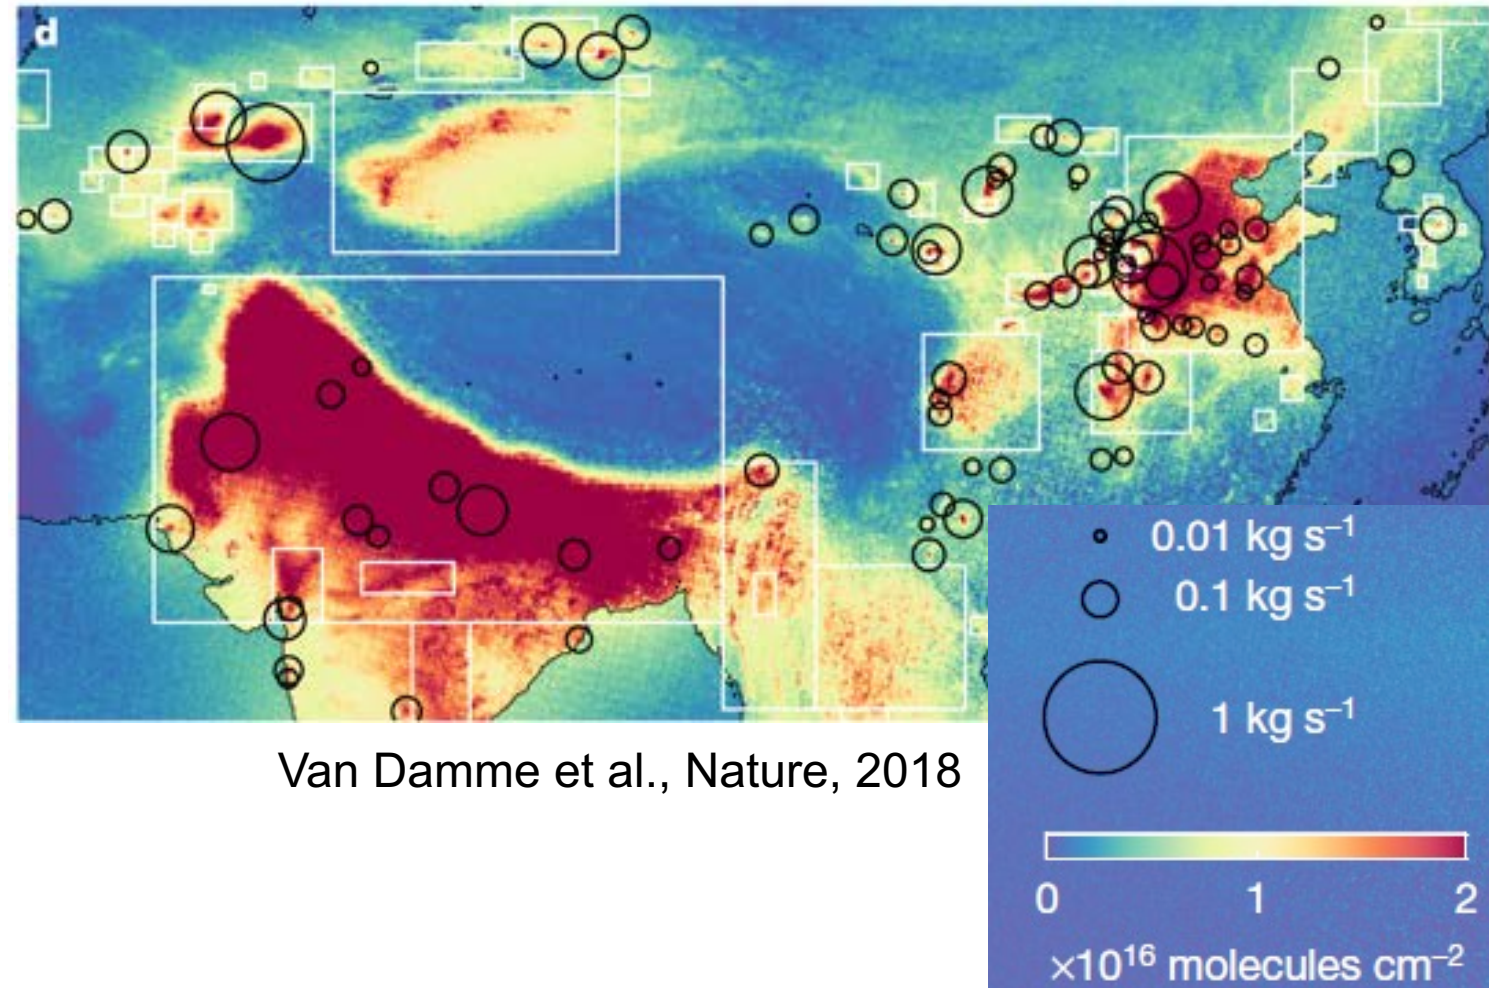 d
0.01 kg s⁻¹
0.1 kg s⁻¹
1 kg s⁻¹
Van Damme et al., Nature, 2018
0 1 2
×10¹⁶ molecules cm⁻²